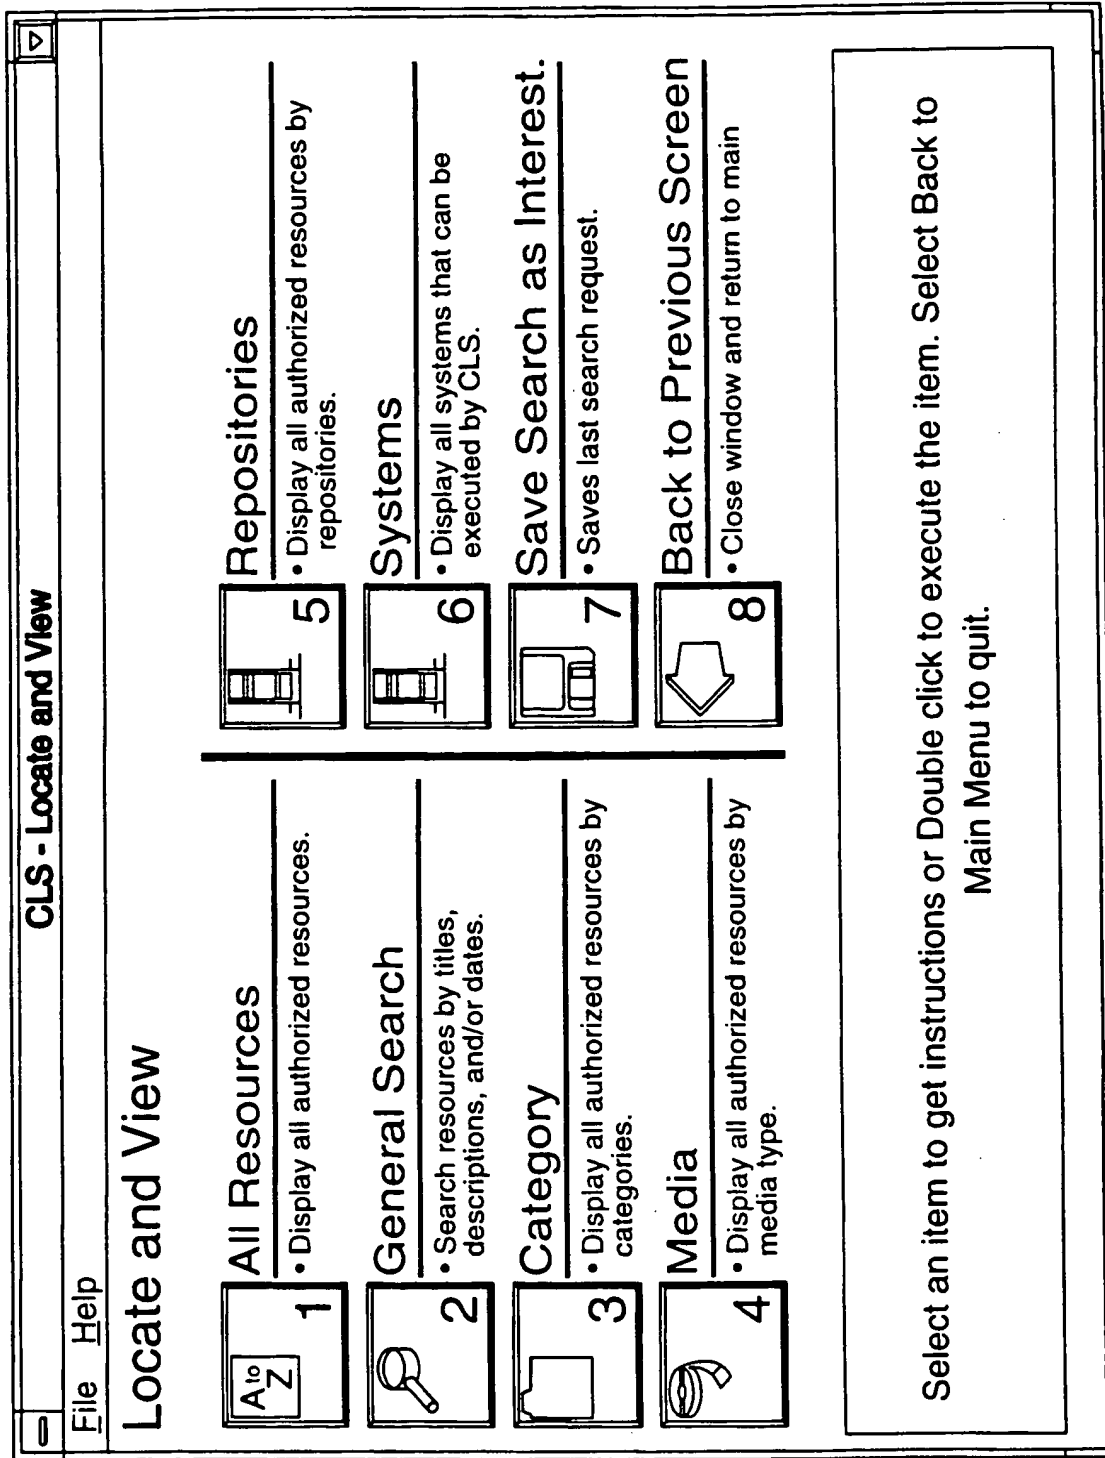 CLS - Locate and View
File Help
Locate and View
A to Z
1
All Resources
• Display all authorized resources.
2
General Search
• Search resources by titles,
descriptions, and/or dates.
3
Category
• Display all authorized resources by
categories.
4
Media
• Display all authorized resources by
media type.
5
Repositories
• Display all authorized resources by
repositories.
6
Systems
• Display all systems that can be
executed by CLS.
7
Save Search as Interest.
• Saves last search request.
8
Back to Previous Screen
• Close window and return to main
Select an item to get instructions or Double click to execute the item. Select Back to
Main Menu to quit.